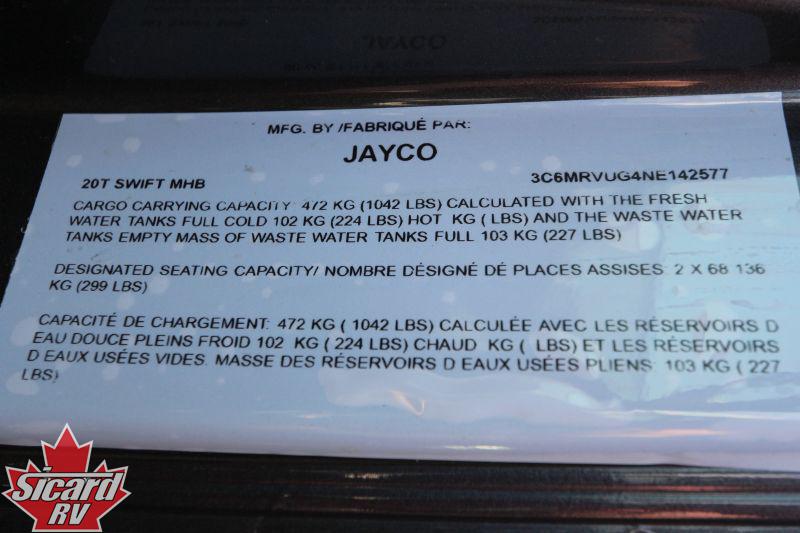 MFG. BY /FABRIQUÉ PAR:
JAYCO
20T SWIFT MHB 3C6MRVUG4NE142577
CARGO CARRYING CAPACITY: 472 KG (1042 LBS) CALCULATED WITH THE FRESH
WATER TANKS FULL COLD 102 KG (224 LBS) HOT KG ( LBS) AND THE WASTE WATER
TANKS EMPTY MASS OF WASTE WATER TANKS FULL 103 KG (227 LBS)
DESIGNATED SEATING CAPACITY/ NOMBRE DÉSIGNÉ DÉ PLACES ASSISES: 2 X 68 136
KG (299 LBS)
CAPACITÉ DE CHARGEMENT: 472 KG ( 1042 LBS) CALCULÉE AVEC LES RÉSERVOIRS D
EAU DOUCE PLEINS FROID 102 KG ( 224 LBS) CHAUD KG ( LBS) ET LES RÉSERVOIRS
D EAUX USÉES VIDES. MASSE DES RÉSERVOIRS D EAUX USÉES PLIENS: 103 KG ( 227
LBS)
Sicard
RV